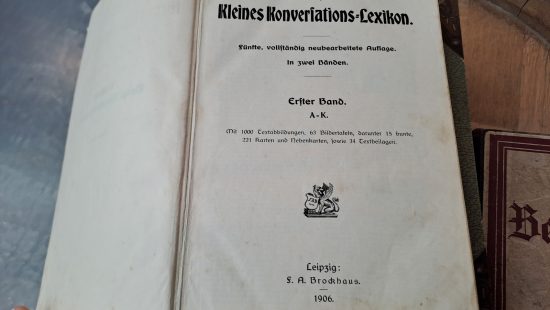 Kleines Konversations-Lexikon.
Fünfte, vollständig neubearbeitete Auflage.
In zwei Bänden.
Erster Band.
A-K.
Mit 1000 Textabbildungen, 63 Bildertafeln, darunter 15 bunte,
221 Karten und Nebenkarten, sowie 34 Textbeilagen.
Leipzig:
F. A. Brockhaus.
1906.